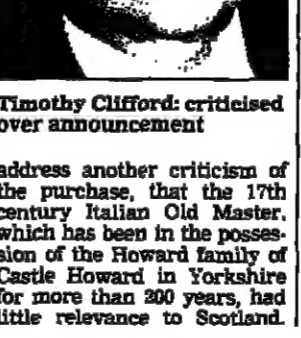 Timothy Clifford: criticised
over announcement
address another criticism of
the purchase, that the 17th
century Italian Old Master,
which has been in the posses-
sion of the Howard family of
Castle Howard in Yorkshire
for more than 200 years, had
little relevance to Scotland.